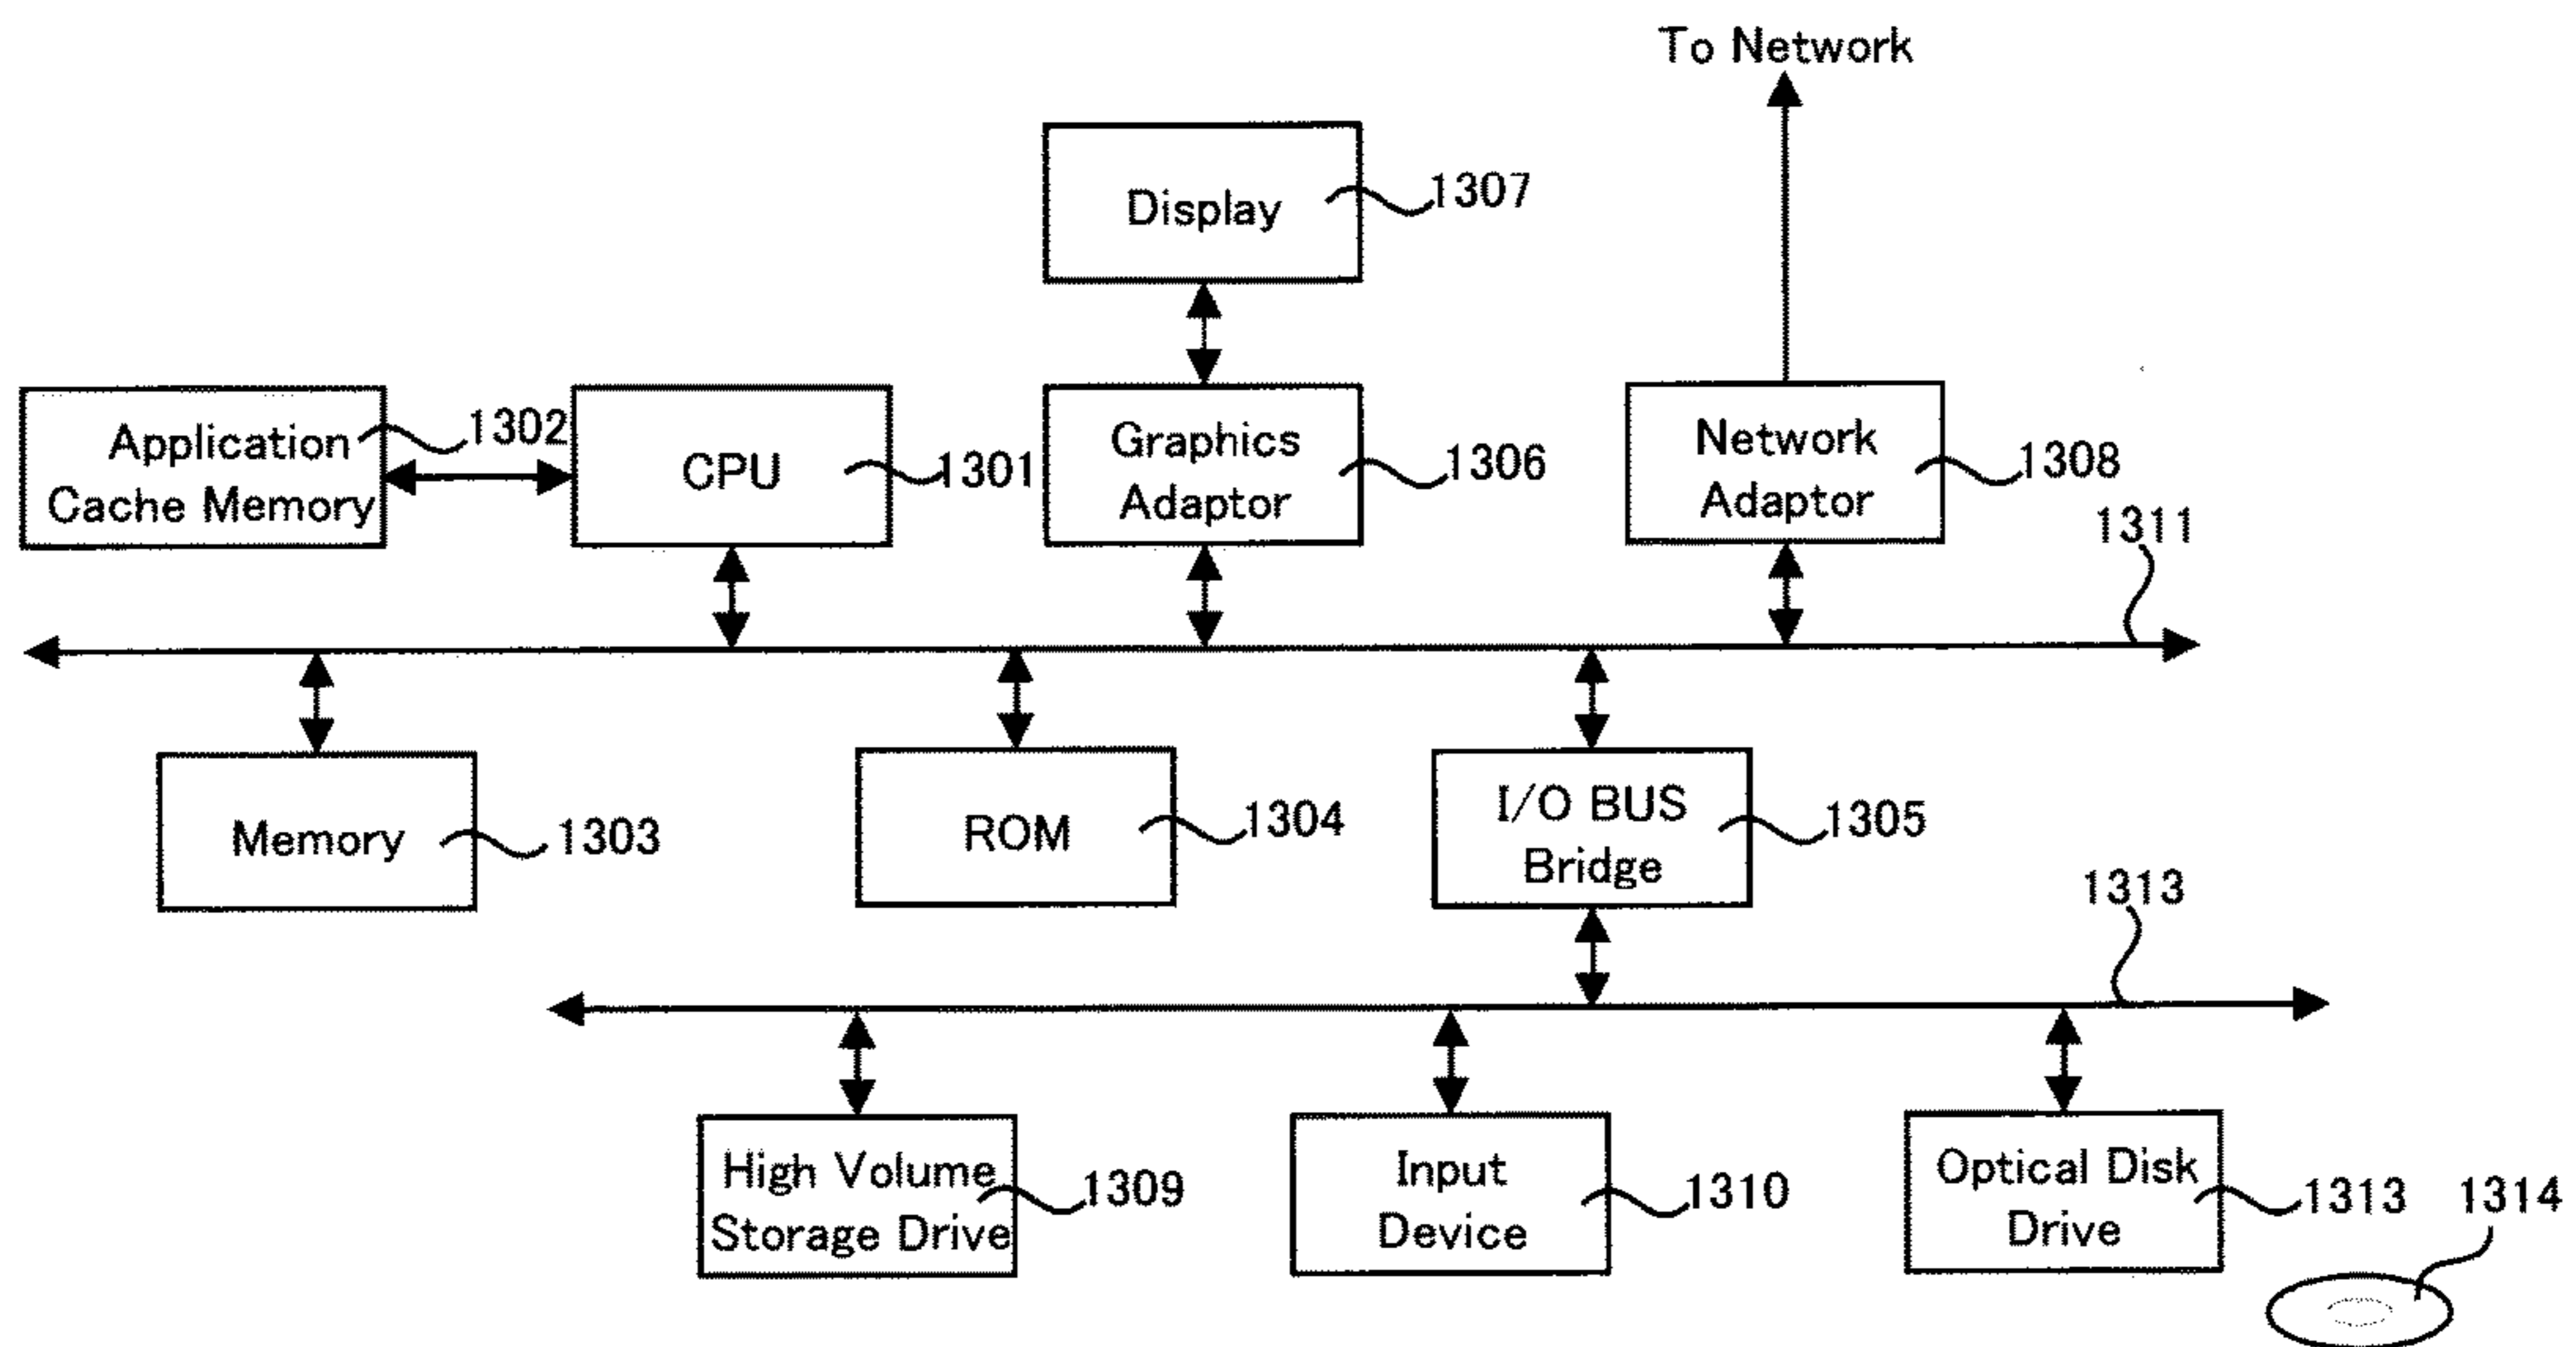 To Network
Display
1307
Application
Cache Memory
1302
CPU
1301
Graphics
Adaptor
1306
Network
Adaptor
1308
1311
Memory
1303
ROM
1304
I/O BUS
Bridge
1305
1313
High Volume
Storage Drive
1309
Input
Device
1310
Optical Disk
Drive
1313
1314